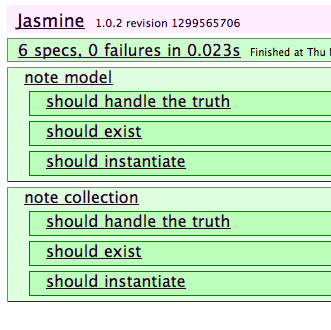 Jasmine 1.0.2 revision 1299565706
6 specs, 0 failures in 0.023s Finished at Thu
note model
should handle the truth
should exist
should instantiate
note collection
should handle the truth
should exist
should instantiate